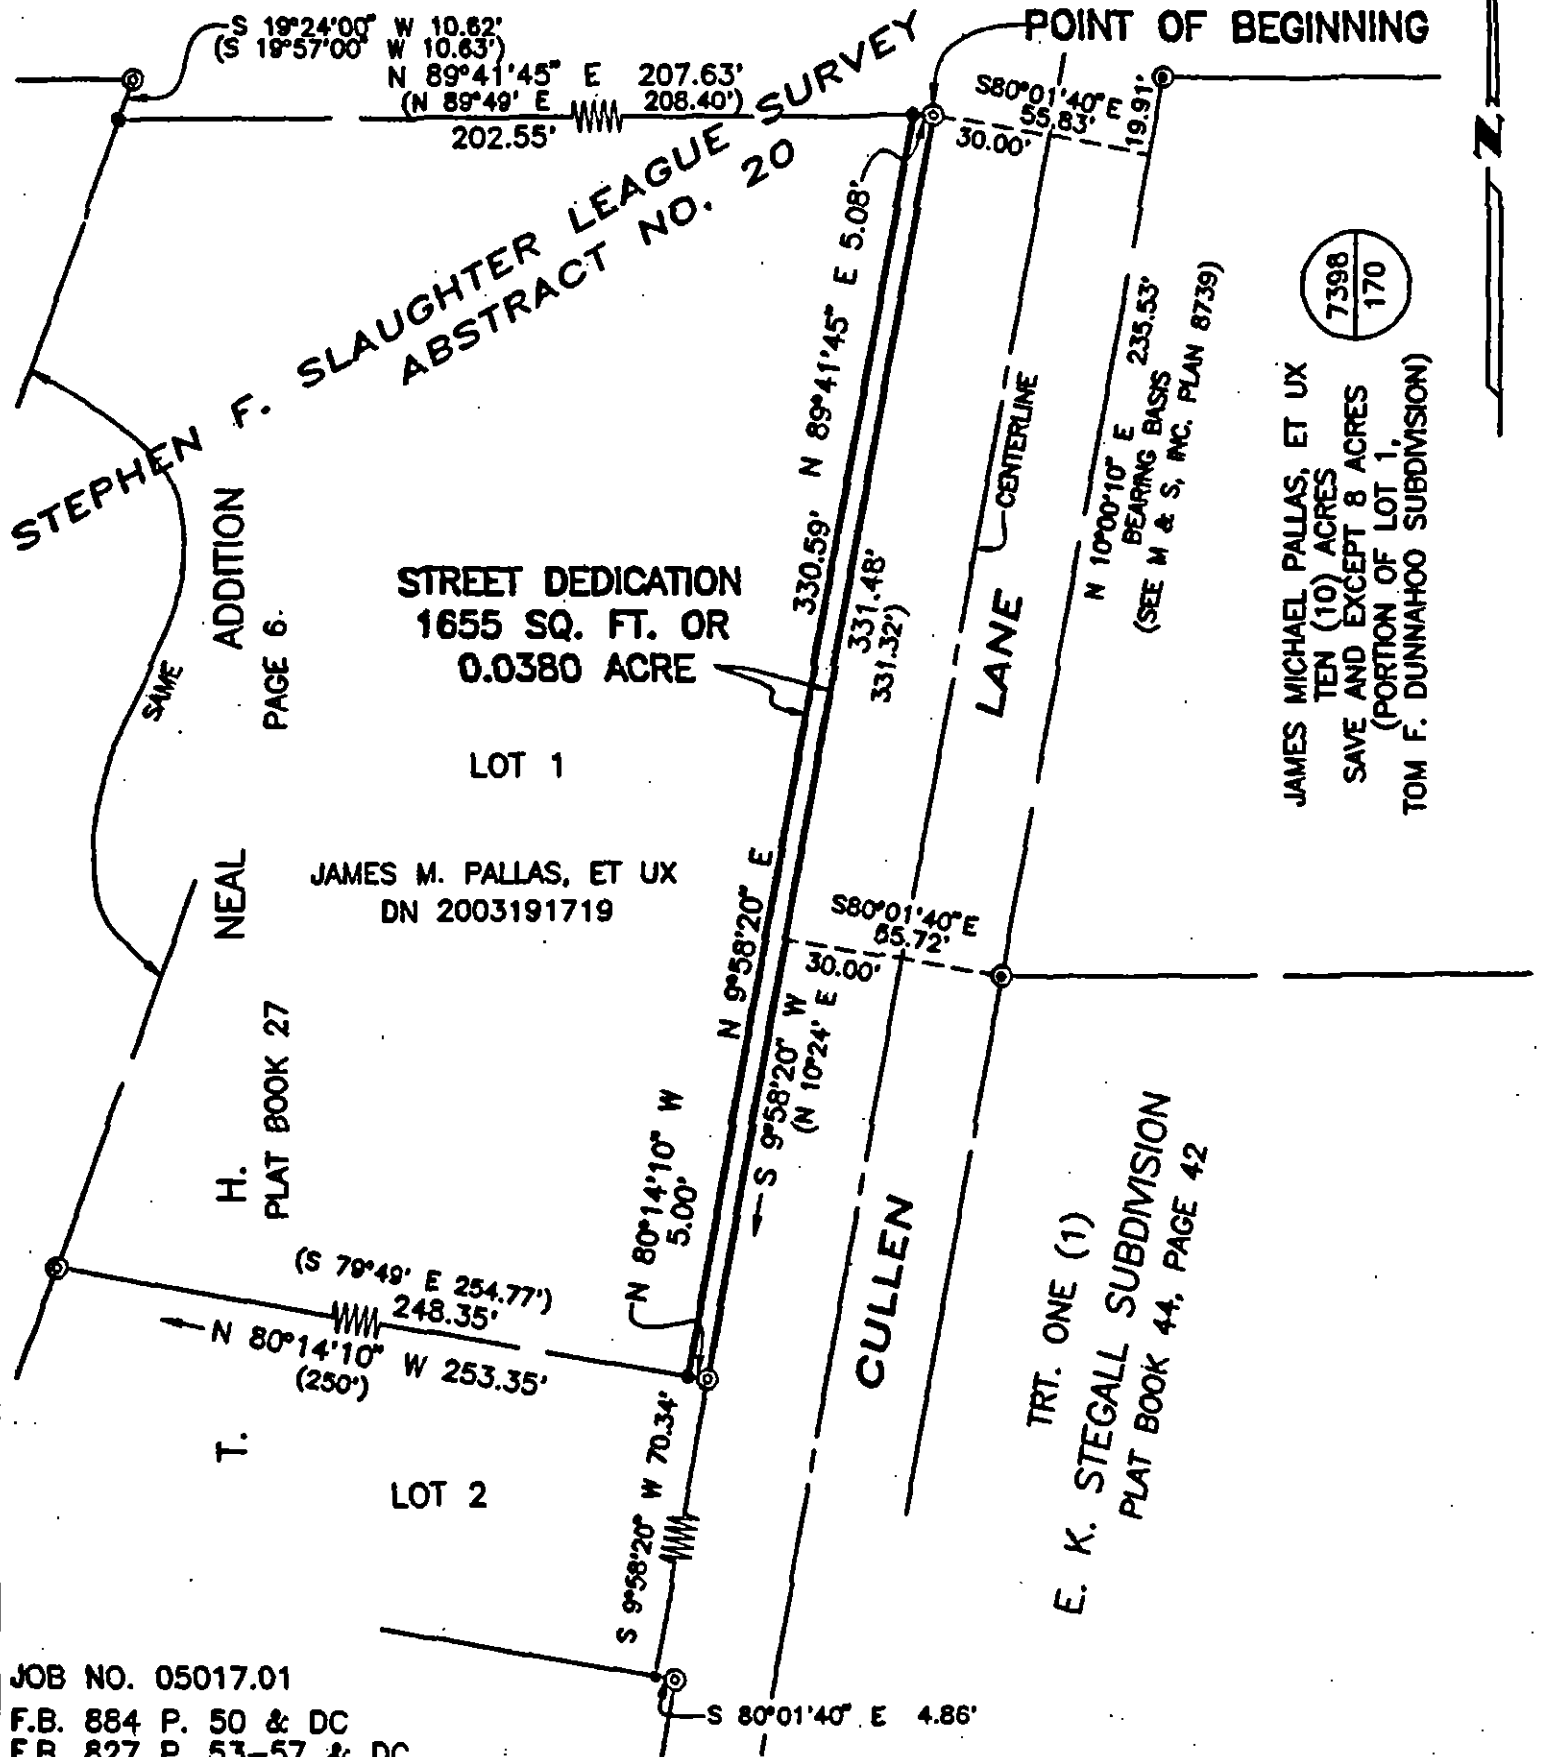 S 19°24'00" W 10.62'
(S 19°57'00" W 10.63')
N 89°41'45" E 207.63'
(N 89°49' E 208.40')
202.55'
POINT OF BEGINNING
S80°01'40"E
55.83'
30.00'
19.91'
N
STEPHEN F. SLAUGHTER LEAGUE SURVEY
ABSTRACT NO. 20
330.59' N 89°41'45" E 5.08'
331.48'
331.32')
CENTERLINE
N 10°00'10" E 235.53'
BEARING BASIS
(SEE M & S, INC. PLAN 8739)
7398
170
JAMES MICHAEL PALLAS, ET UX
TEN (10) ACRES
SAVE AND EXCEPT 8 ACRES
(PORTION OF LOT 1,
TOM F. DUNNAHOO SUBDIVISION)
STREET DEDICATION
1655 SQ. FT. OR
0.0380 ACRE
SAME
T. H. NEAL ADDITION
PLAT BOOK 27 PAGE 6
LOT 1
JAMES M. PALLAS, ET UX
DN 2003191719
N 9°58'20" E
S 9°58'20" W
(N 10°24' E
S80°01'40"E
55.72'
30.00'
CULLEN LANE
N 80°14'10" W
5.00'
(S 79°49' E 254.77')
248.35'
N 80°14'10" W 253.35'
(250')
TRT. ONE (1)
E. K. STEGALL SUBDIVISION
PLAT BOOK 44, PAGE 42
LOT 2
S 9°58'20" W 70.34'
S 80°01'40" E 4.86'
JOB NO. 05017.01
F.B. 884 P. 50 & DC
F.B. 827 P. 53-57 & DC